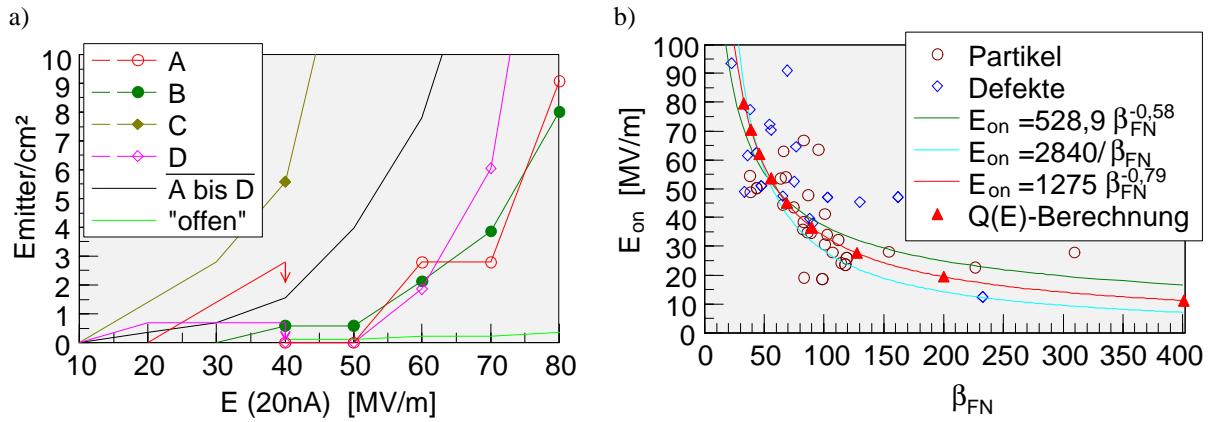 a)
10
9
8
7
6
5
4
3
2
1
0
Emitter/cm²
A
B
C
D
A bis D
"offen"
10 20 30 40 50 60 70 80
E (20nA) [MV/m]
b)
100
90
80
70
60
50
40
30
20
10
0
E_on [MV/m]
Partikel
Defekte
E_on =528,9 β_FN^-0,58
E_on =2840/ β_FN
E_on =1275 β_FN^-0,79
Q(E)-Berechnung
0 50 100 150 200 250 300 350 400
β_FN